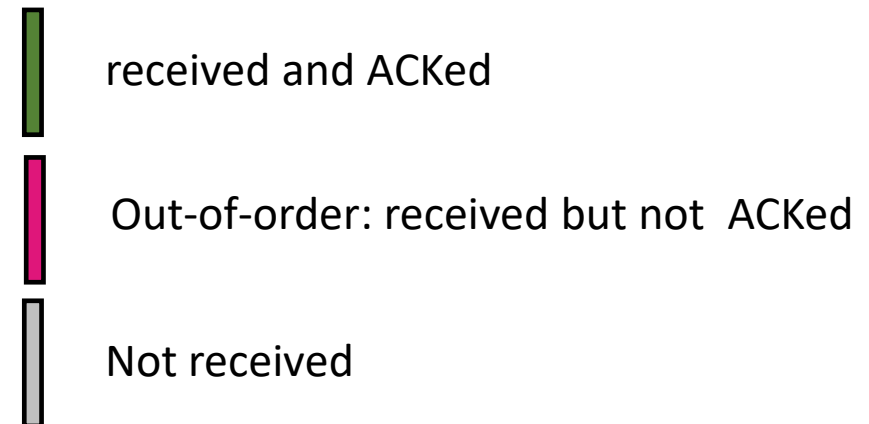 received and ACKed
Out-of-order: received but not ACKed
Not received